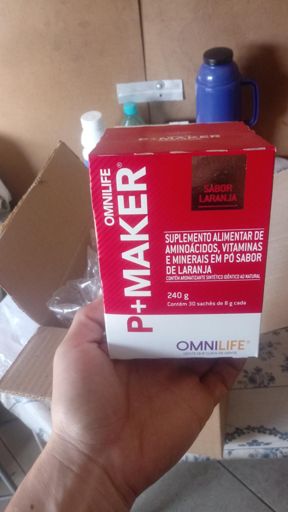 OMNILIFE®
P+MAKER®
SABOR
LARANJA
SUPLEMENTO ALIMENTAR DE
AMINOÁCIDOS, VITAMINAS
E MINERAIS EM PÓ SABOR
DE LARANJA
CONTÉM AROMATIZANTE SINTÉTICO IDÊNTICO AO NATURAL
240 g
Contém 30 sachês de 8 g cada
OMNILIFE®